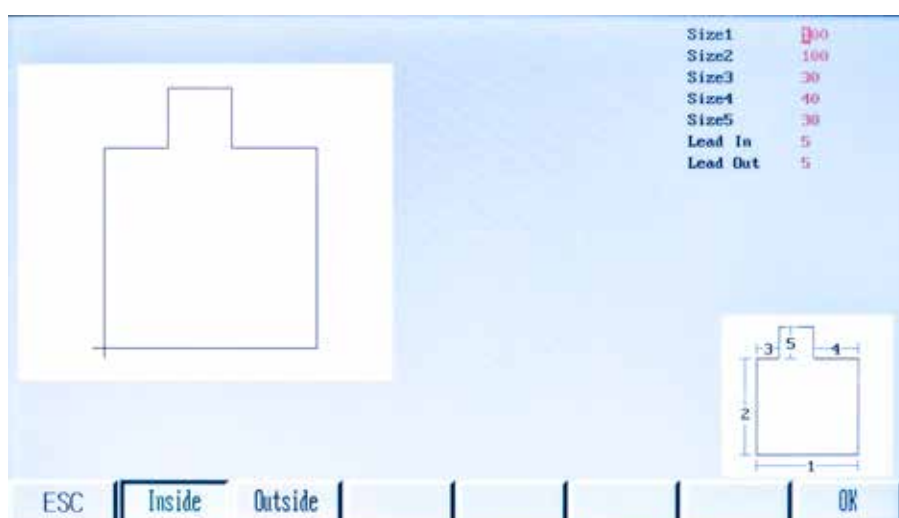 Size1 100
Size2 100
Size3 30
Size4 40
Size5 30
Lead In 5
Lead Out 5
3 5 4
2
1
ESC Inside Outside OK